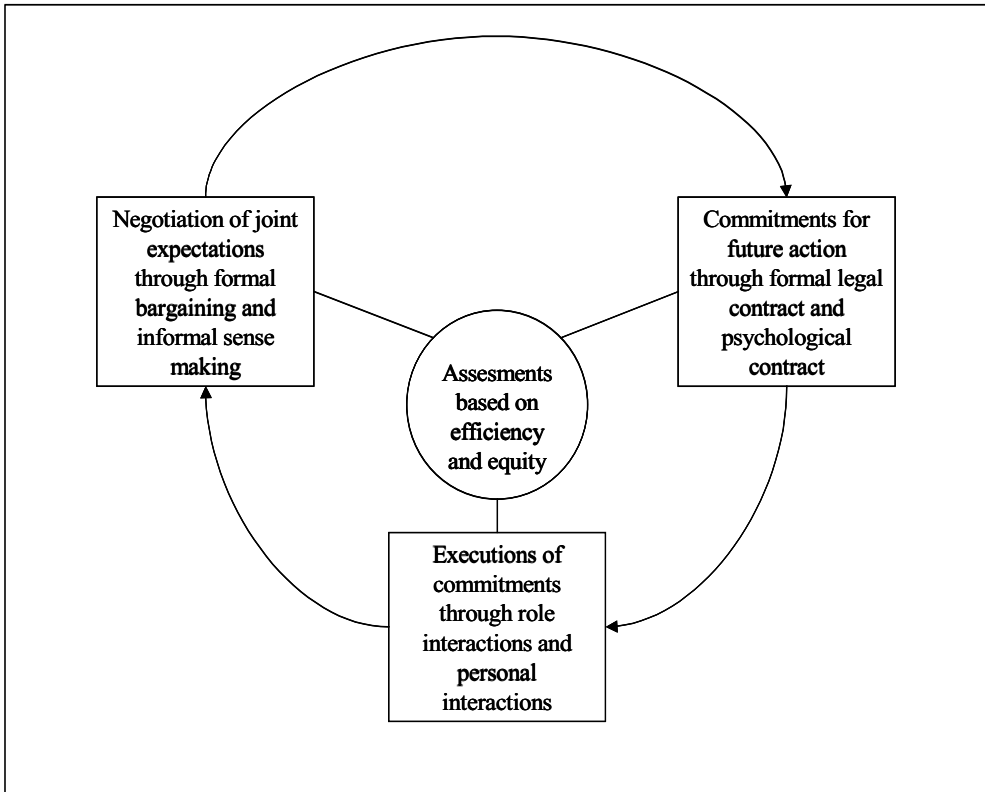 Negotiation of joint
expectations
through formal
bargaining and
informal sense
making
Commitments for
future action
through formal legal
contract and
psychological
contract
Assesments
based on
efficiency
and equity
Executions of
commitments
through role
interactions and
personal
interactions